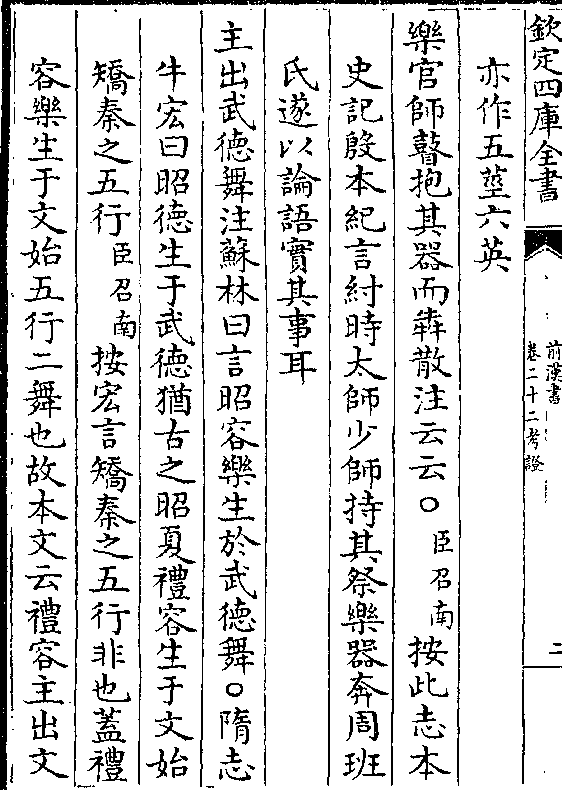 欽定四庫全書
前漢書
卷二十二考證
二
亦作五莖六英
樂官師瞽抱其器而犇散注云云○臣召南按此志本
史記殷本紀言紂時太師少師持其祭樂器奔周班
氏遂以論語實其事耳
主出武德舞注蘇林曰言昭容樂生於武德舞○隋志
牛宏曰昭德生于武德猶古之昭夏禮容生于文始
矯秦之五行臣召南按宏言矯秦之五行非也蓋禮
容樂生于文始五行二舞也故本文云禮容主出文